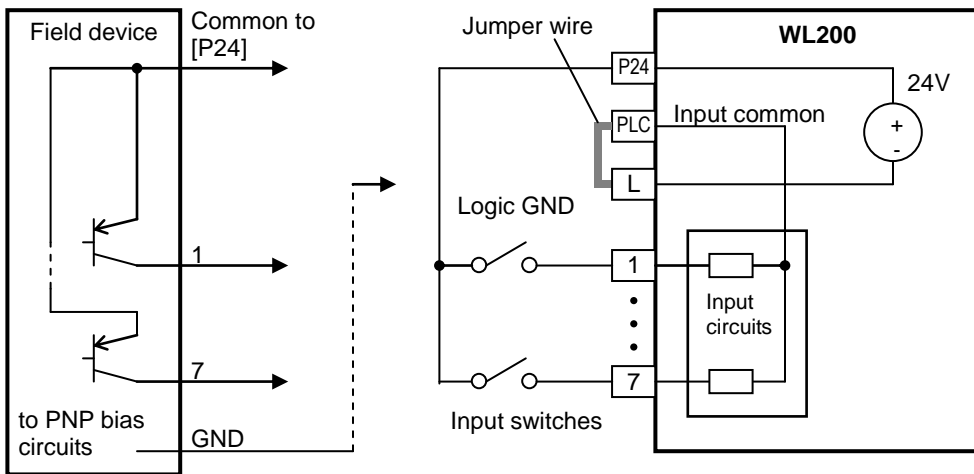 Field device
Common to
[P24]
1
7
to PNP bias
circuits
GND
Jumper wire
WL200
P24
24V
PLC
Input common
+
-
L
Logic GND
1
Input
circuits
7
Input switches